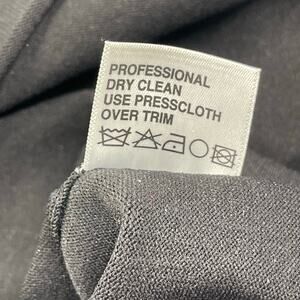 PROFESSIONAL
DRY CLEAN
USE PRESSCLOTH
OVER TRIM